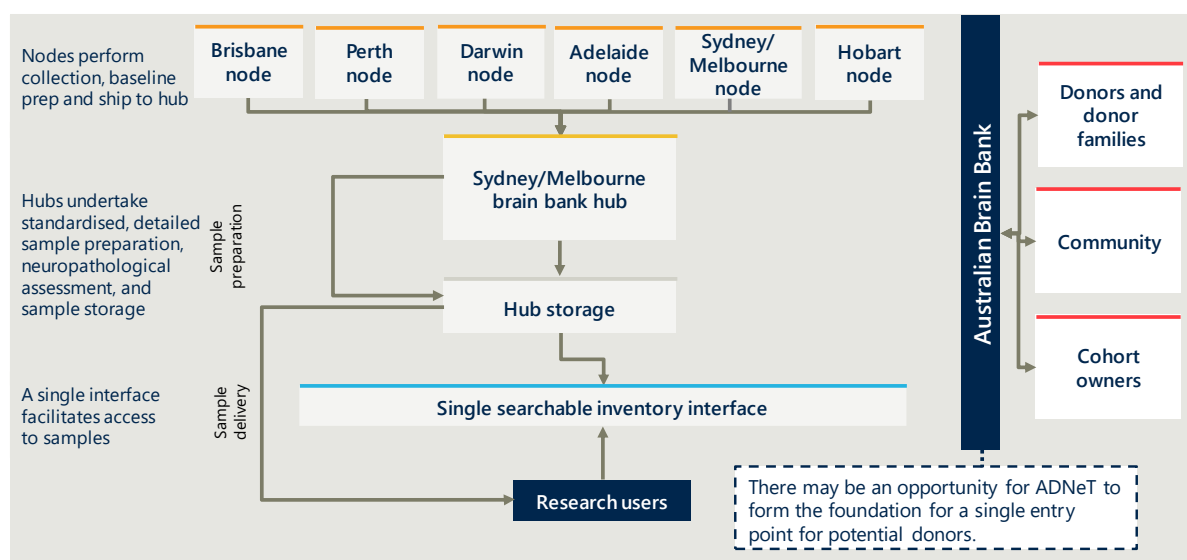 Nodes perform
collection, baseline
prep and ship to hub
Brisbane
node
Perth
node
Darwin
node
Adelaide
node
Sydney/
Melbourne
node
Hobart
node
Sydney/Melbourne
brain bank hub
Hubs undertake
standardised, detailed
sample preparation,
neuropathological
assessment, and
sample storage
Sample
preparation
Hub storage
A single interface
facilitates access
to samples
Sample
delivery
Single searchable inventory interface
Research users
Australian Brain Bank
Donors and
donor
families
Community
Cohort
owners
There may be an opportunity for ADNeT to
form the foundation for a single entry
point for potential donors.